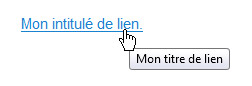 Mon intitulé de lien.
Mon titre de lien